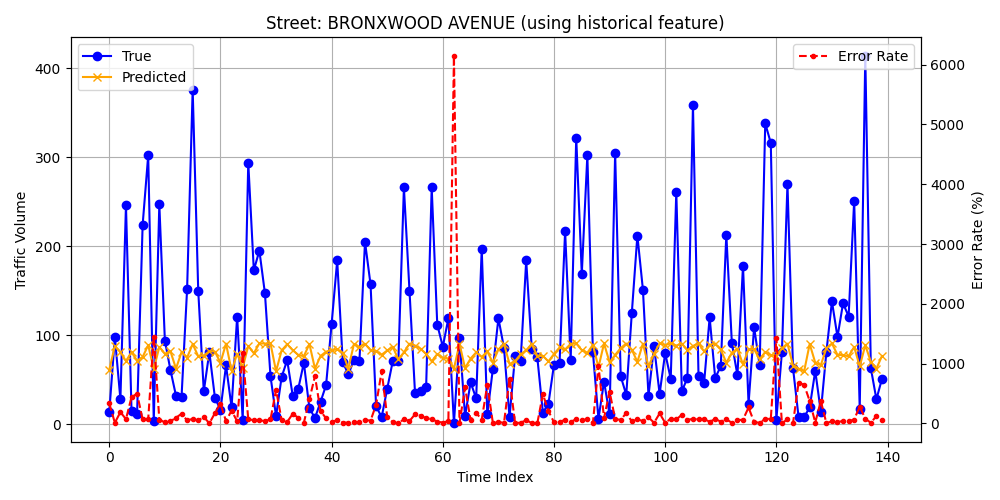 Street: BRONXWOOD AVENUE (using historical feature)
True
Predicted
Error Rate
400
300
200
100
0
Traffic Volume
6000
5000
4000
3000
2000
1000
0
Error Rate (%)
0 20 40 60 80 100 120 140
Time Index